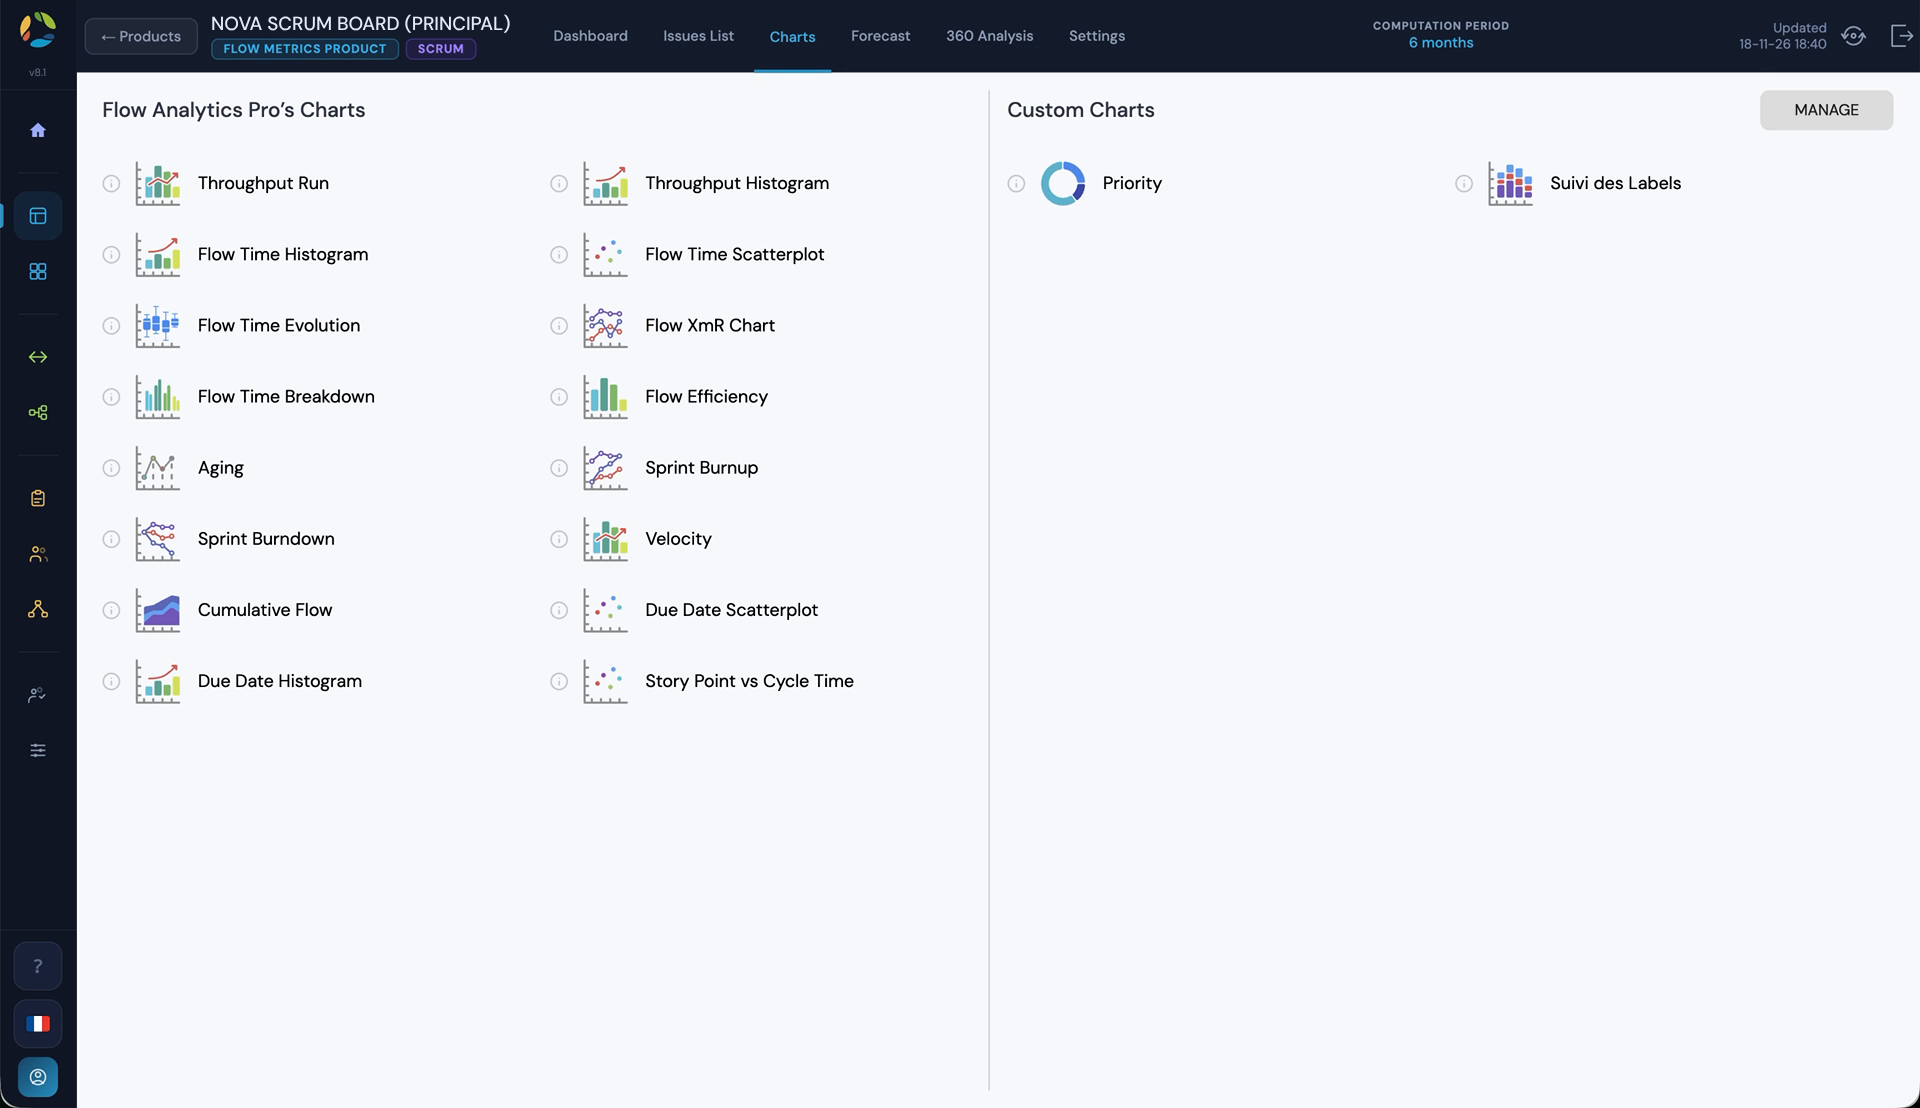 v8.1
← Products
NOVA SCRUM BOARD (PRINCIPAL)
FLOW METRICS PRODUCT
SCRUM
Dashboard
Issues List
Charts
Forecast
360 Analysis
Settings
COMPUTATION PERIOD
6 months
Updated
18-11-26 18:40
Flow Analytics Pro's Charts
Throughput Run
Throughput Histogram
Flow Time Histogram
Flow Time Scatterplot
Flow Time Evolution
Flow XmR Chart
Flow Time Breakdown
Flow Efficiency
Aging
Sprint Burnup
Sprint Burndown
Velocity
Cumulative Flow
Due Date Scatterplot
Due Date Histogram
Story Point vs Cycle Time
Custom Charts
MANAGE
Priority
Suivi des Labels
?